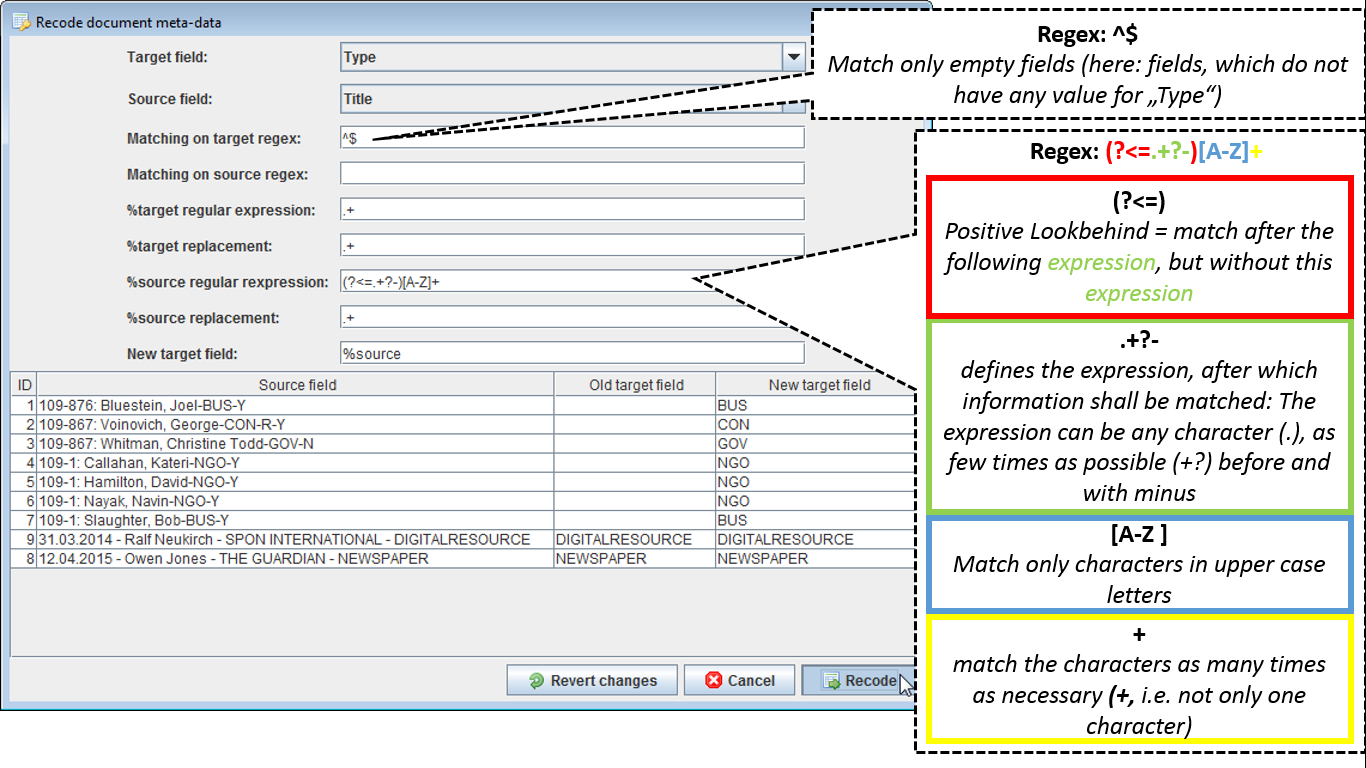 Recode document meta-data
Target field:
Type
Source field:
Title
Matching on target regex:
^$
Matching on source regex:
%target regular expression:
.+
%target replacement:
.+
%source regular rexpression:
(?<=.+?-)[A-Z]+
%source replacement:
.+
New target field:
%source
ID Source field Old target field New target field
1 109-876: Bluestein, Joel-BUS-Y BUS
2 109-867: Voinovich, George-CON-R-Y CON
3 109-867: Whitman, Christine Todd-GOV-N GOV
4 109-1: Callahan, Kateri-NGO-Y NGO
5 109-1: Hamilton, David-NGO-Y NGO
6 109-1: Nayak, Navin-NGO-Y NGO
7 109-1: Slaughter, Bob-BUS-Y BUS
9 31.03.2014 - Ralf Neukirch - SPON INTERNATIONAL - DIGITALRESOURCE DIGITALRESOURCE DIGITALRESOURCE
8 12.04.2015 - Owen Jones - THE GUARDIAN - NEWSPAPER NEWSPAPER NEWSPAPER
Revert changes
Cancel
Recode
Regex: ^$
Match only empty fields (here: fields, which do not
have any value for „Type“)
Regex: (?<=.+?-)[A-Z]+
(?<=)
Positive Lookbehind = match after the
following expression, but without this
expression
.+?-
defines the expression, after which
information shall be matched: The
expression can be any character (.), as
few times as possible (+?) before and
with minus
[A-Z ]
Match only characters in upper case
letters
+
match the characters as many times
as necessary (+, i.e. not only one
character)